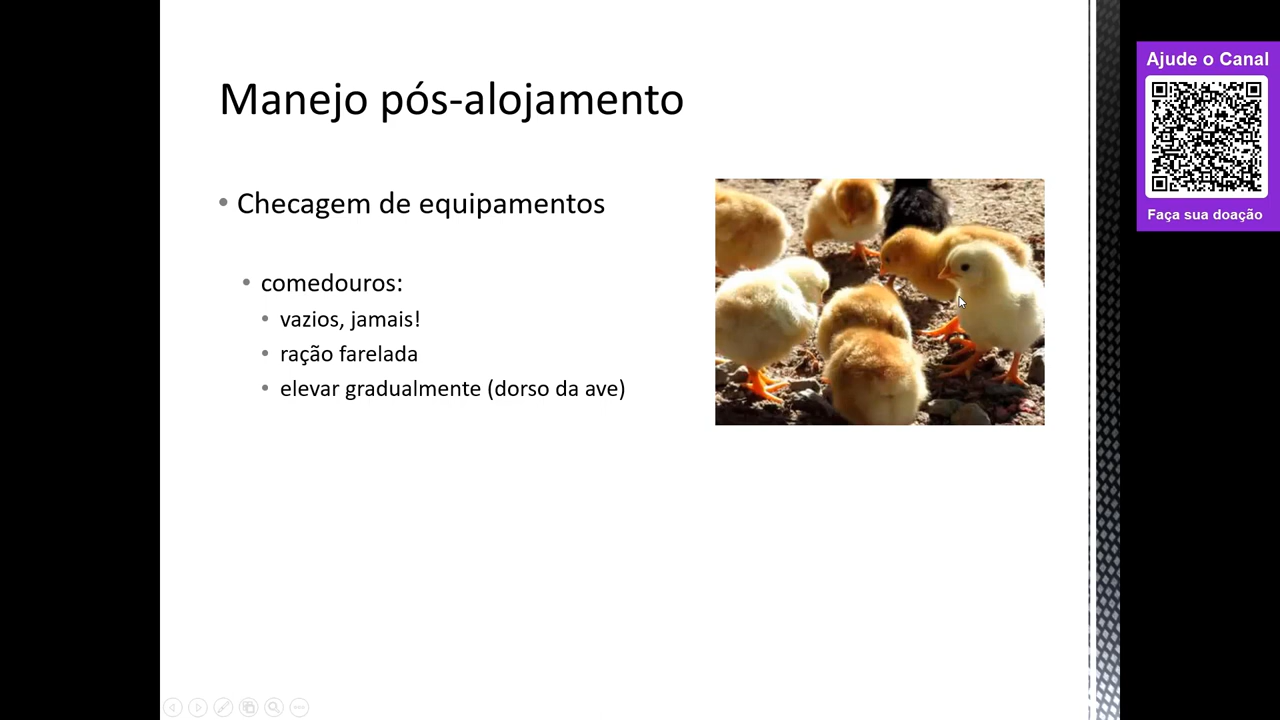 Manejo pós-alojamento
• Checagem de equipamentos
• comedouros:
• vazios, jamais!
• ração farelada
• elevar gradualmente (dorso da ave)
Ajude o Canal
Faça sua doação